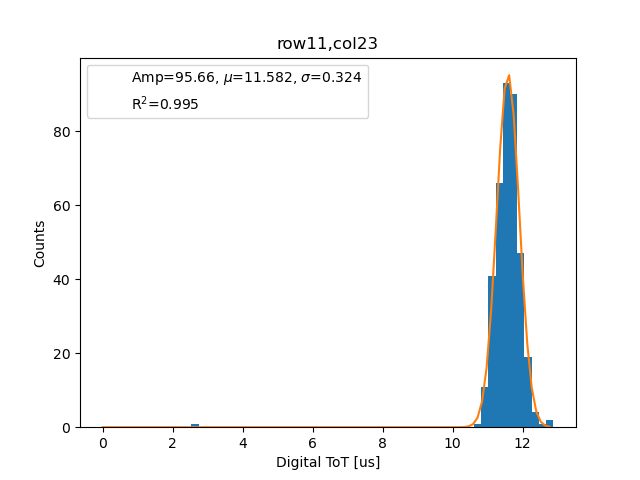 row11,col23
Amp=95.66, μ=11.582, σ=0.324
R²=0.995
Counts
80
60
40
20
0
0 2 4 6 8 10 12
Digital ToT [us]